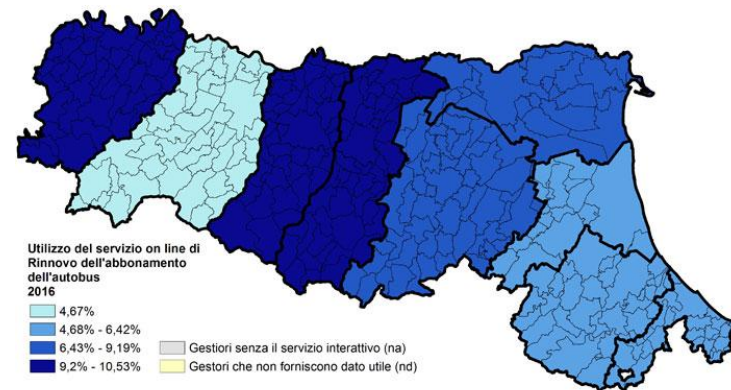 Utilizzo del servizio on line di
Rinnovo dell'abbonamento
dell'autobus
2016
4,67%
4,68% - 6,42%
6,43% - 9,19%
9,2% - 10,53%
Gestiori senza il servizio interattivo (na)
Gestori che non forniscono dato utile (nd)